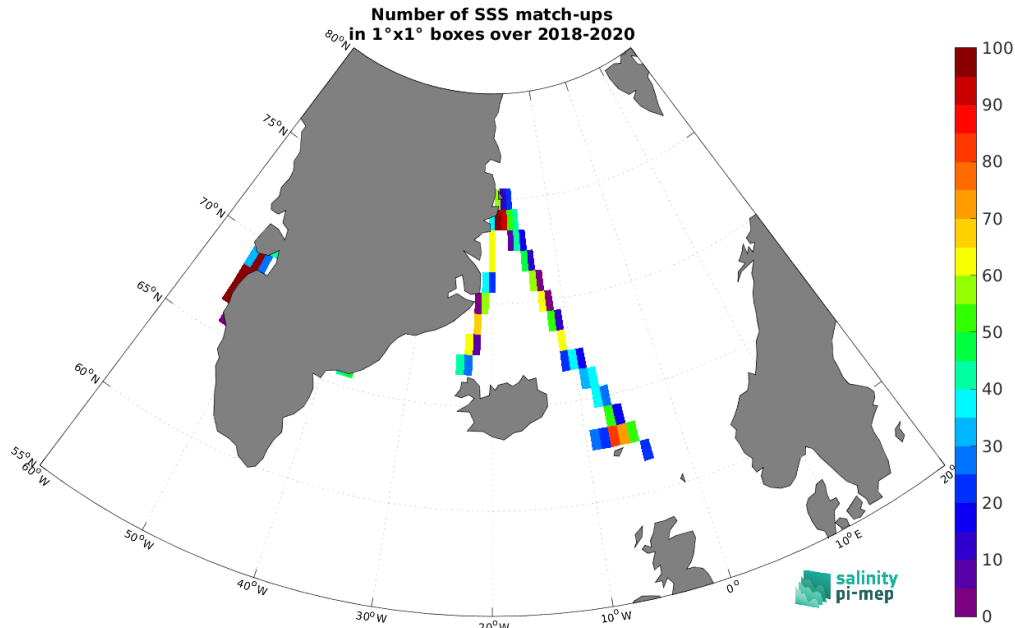 Number of SSS match-ups
in 1°x1° boxes over 2018-2020
80°N
75°N
70°N
65°N
60°N
55°N
60°W
50°W
40°W
30°W
20°W
10°W
0°
10°E
20°
100
90
80
70
60
50
40
30
20
10
0
salinity
pi-mep